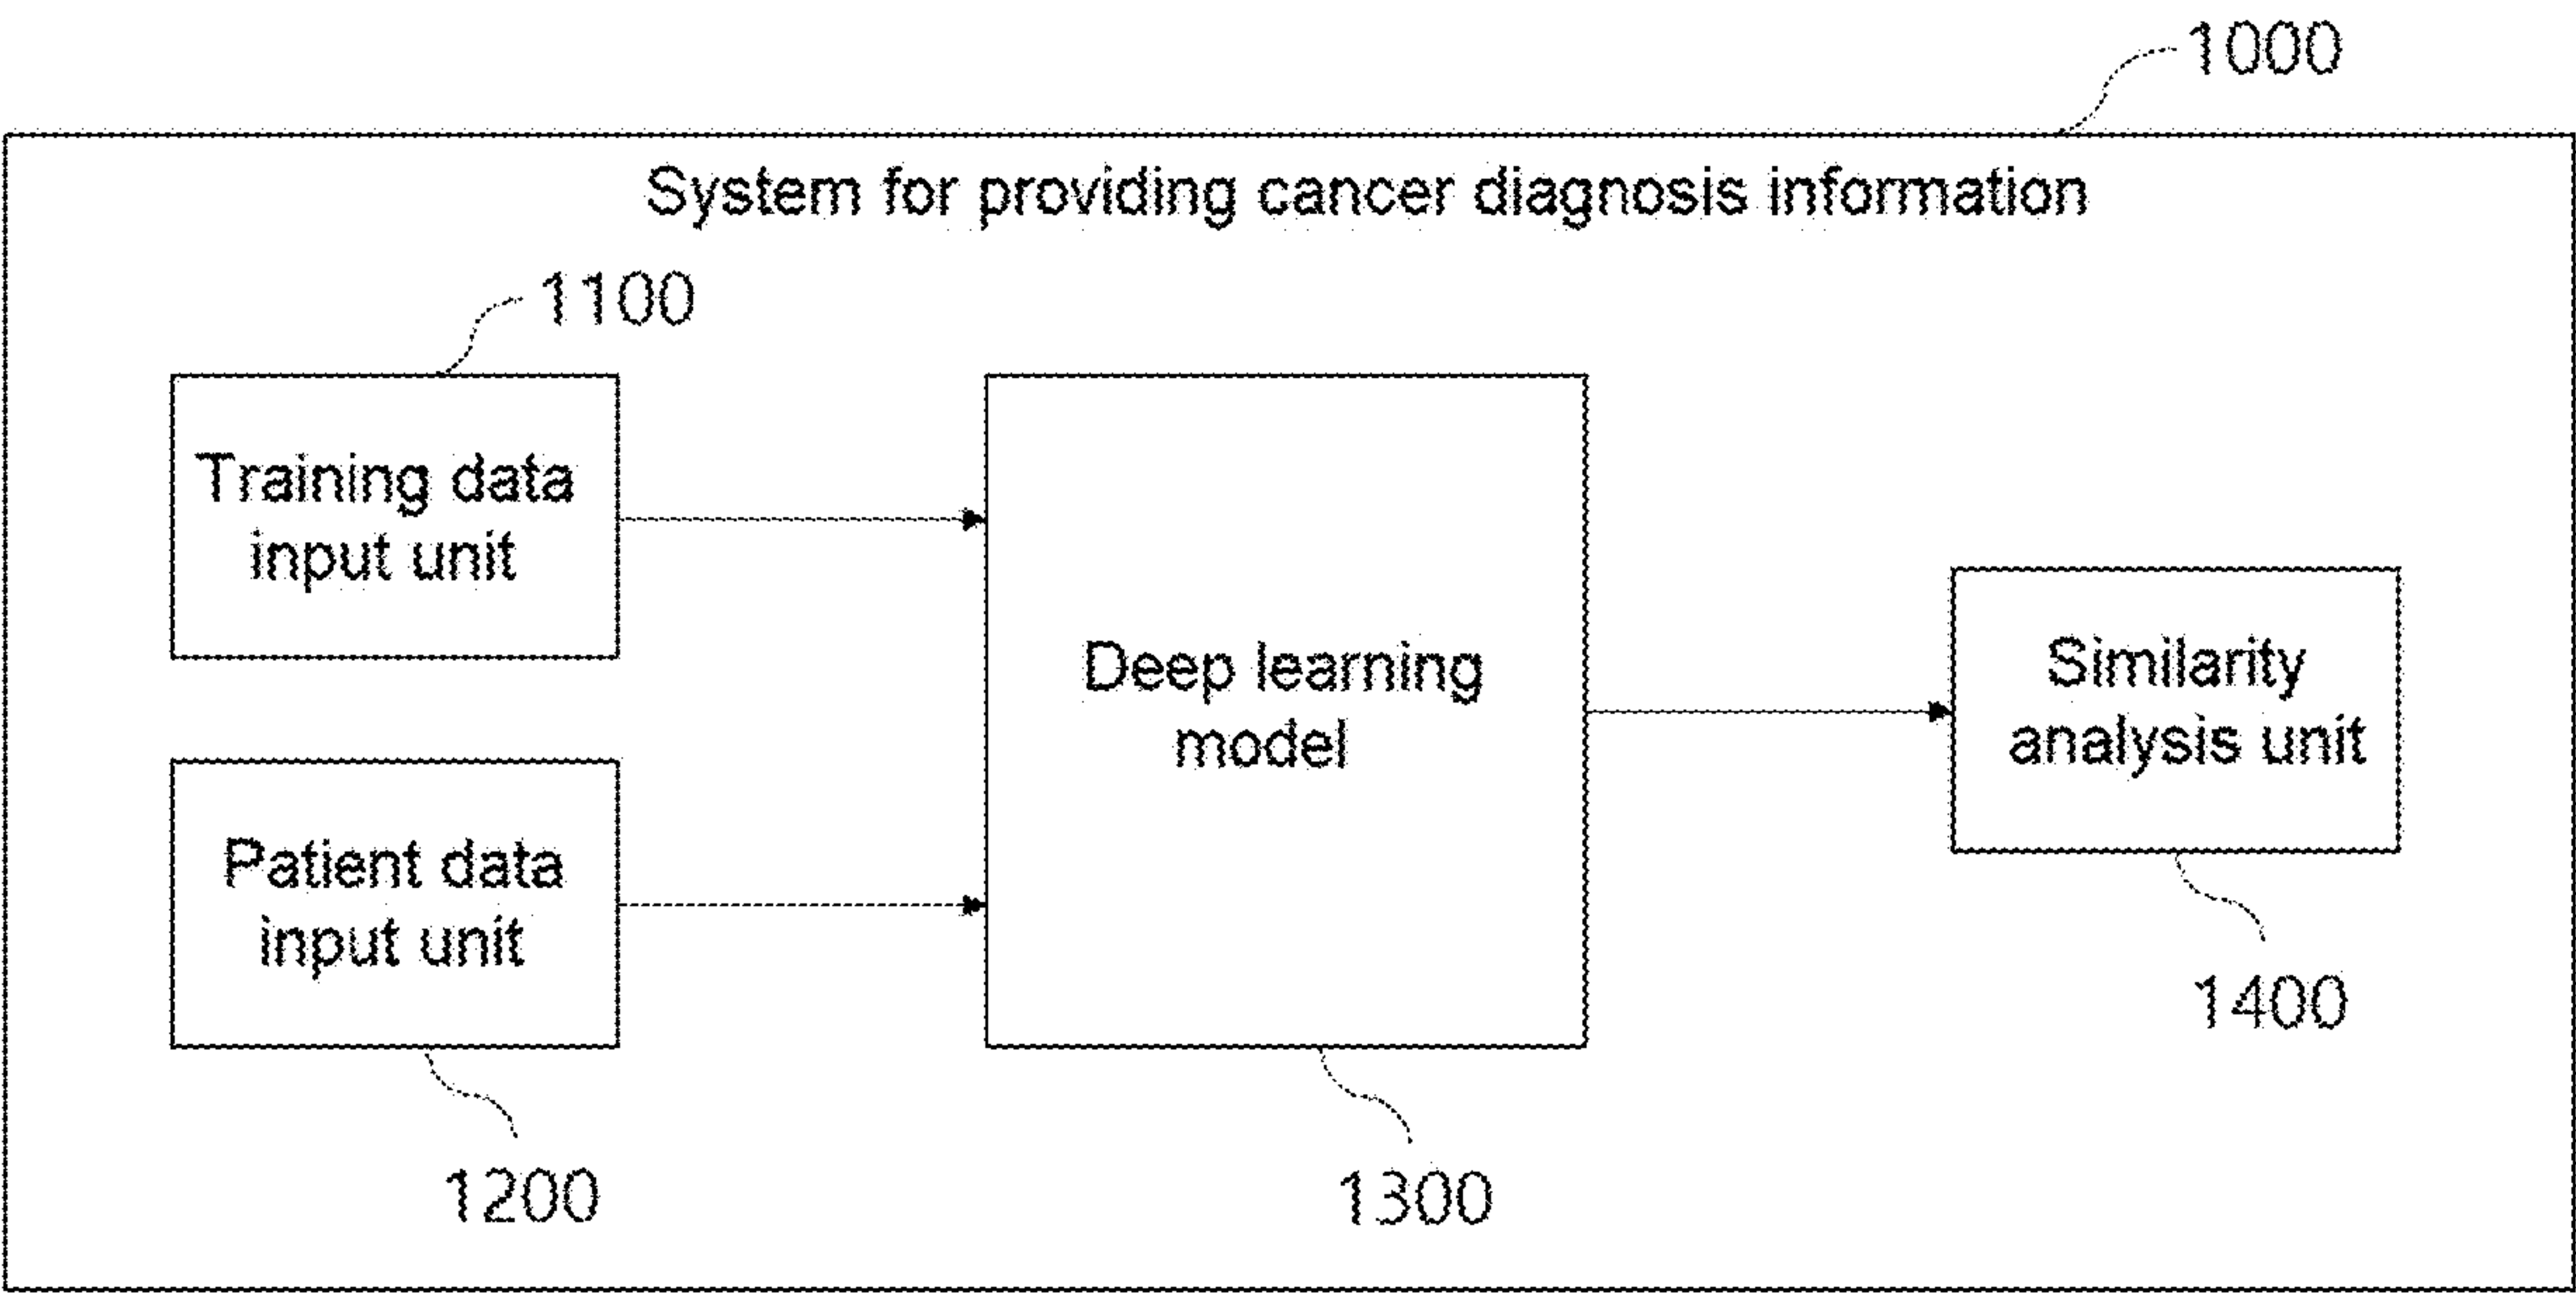 1000
System for providing cancer diagnosis information
1100
Training data
input unit
Deep learning
model
Similarity
analysis unit
Patient data
input unit
1400
1200
1300